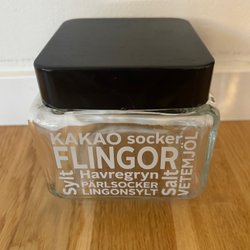 KAKAO socker
FLINGOR
Sylt
Havregryn
PÄRLSOCKER
LINGONSYLT
Salt
VETEMJÖL